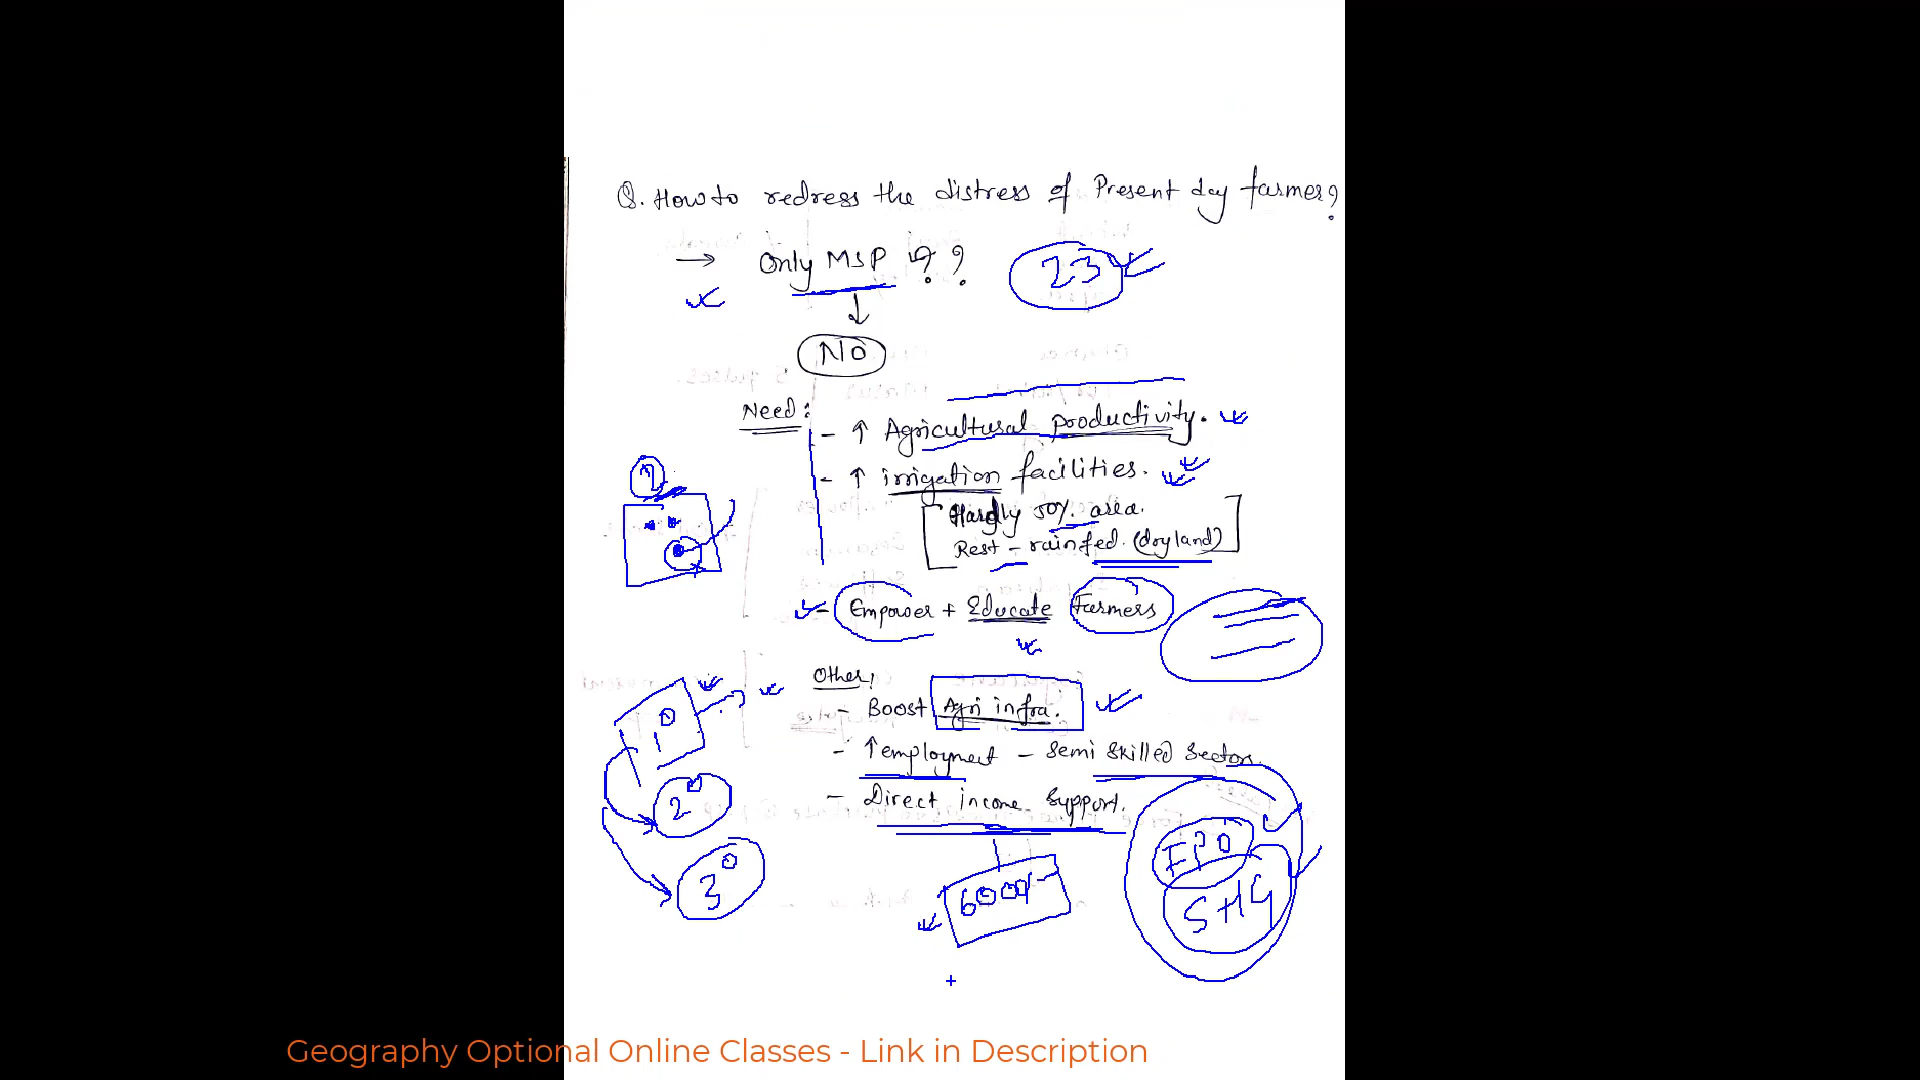 Q. How to redress the distress of Present day farmer?
→ Only MSP ?? 23
↓
NO
Need:
- ↑ Agricultural productivity.
- ↑ irrigation facilities.
Hardly 50% area.
Rest - rainfed. (dryland)
- Empower + Educate Farmers
Other,
- Boost Agri infra.
- ↑ employment - Semi Skilled Sector.
- Direct income Support.
1°
2°
3°
6000/-
FPO
SHG
Geography Optional Online Classes - Link in Description